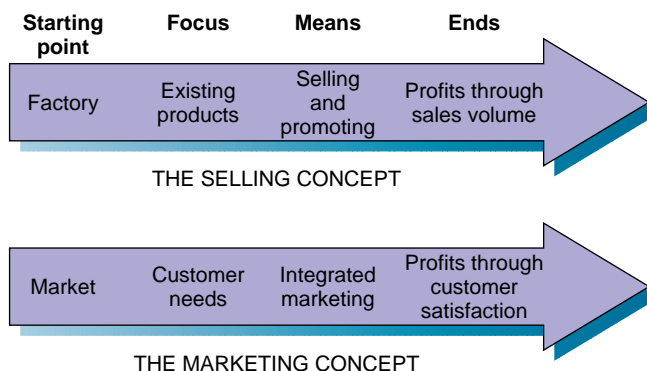 Starting point
Focus
Means
Ends
Factory
Existing products
Selling and promoting
Profits through sales volume
THE SELLING CONCEPT
Market
Customer needs
Integrated marketing
Profits through customer satisfaction
THE MARKETING CONCEPT